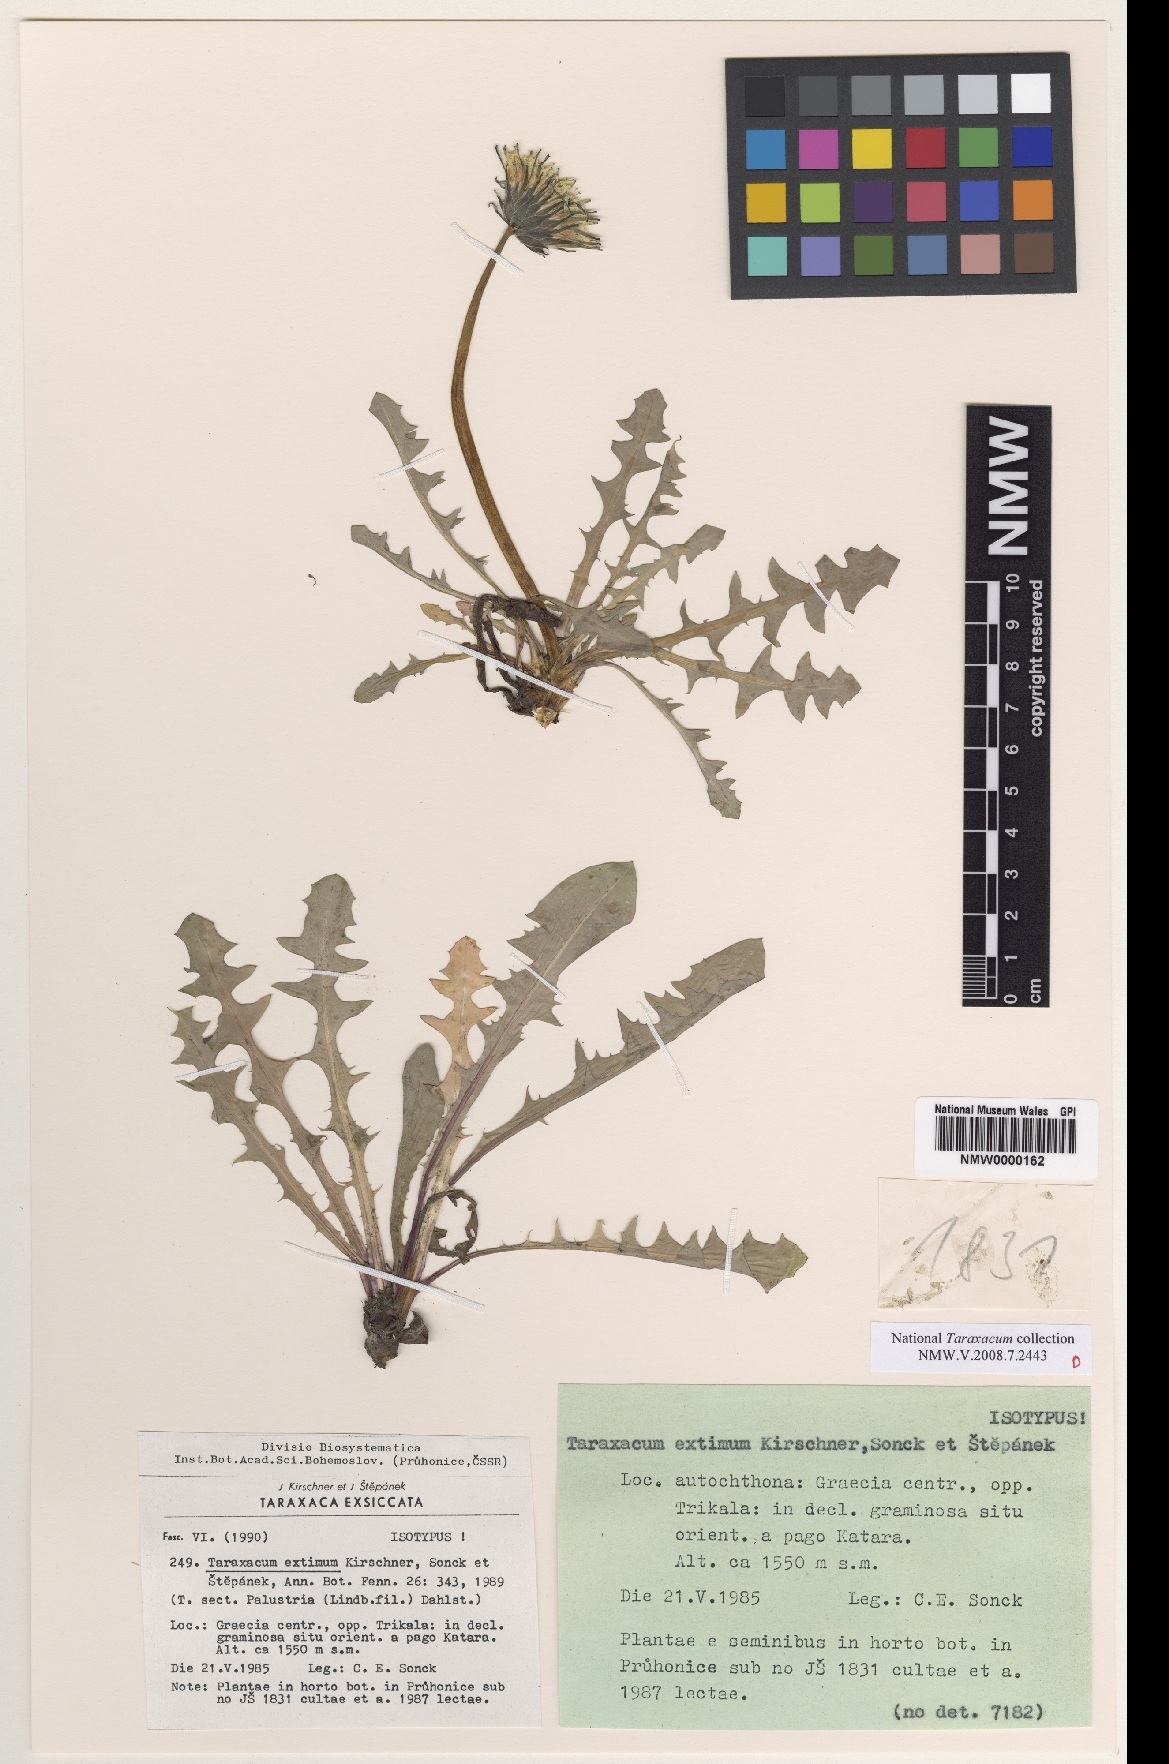 NMW
10
9
8
7
6
5
4
3
2
1
0
cm
copyright reserved
National Museum Wales GPI
NMW0000162
1831
National Taraxacum collection
NMW.V.2008.7.2443
D
Divisio Biosystematica
Inst.Bot.Acad.Sci.Bohemoslov. (Průhonice,ČSSR)
J Kirschner et J Štěpánek
TARAXACA EXSICCATA
Fasc. VI. (1990) ISOTYPUS !
249. Taraxacum extimum Kirschner, Sonck et
Štěpánek, Ann. Bot. Fenn. 26: 343, 1989
(T. sect. Palustria (Lindb.fil.) Dahlst.)
Loc.: Graecia centr., opp. Trikala: in decl.
graminosa situ orient. a pago Katara.
Alt. ca 1550 m s.m.
Die 21.V.1985 Leg.: C. E. Sonck
Note: Plantae in horto bot. in Průhonice sub
no JŠ 1831 cultae et a. 1987 lectae.
ISOTYPUS!
Taraxacum extimum Kirschner,Sonck et Štěpánek
Loc. autochthona: Graecia centr., opp.
Trikala: in decl. graminosa situ
orient. a pago Katara.
Alt. ca 1550 m s.m.
Die 21.V.1985 Leg.: C.E. Sonck
Plantae e seminibus in horto bot. in
Průhonice sub no JŠ 1831 cultae et a.
1987 lectae.
(no det. 7182)